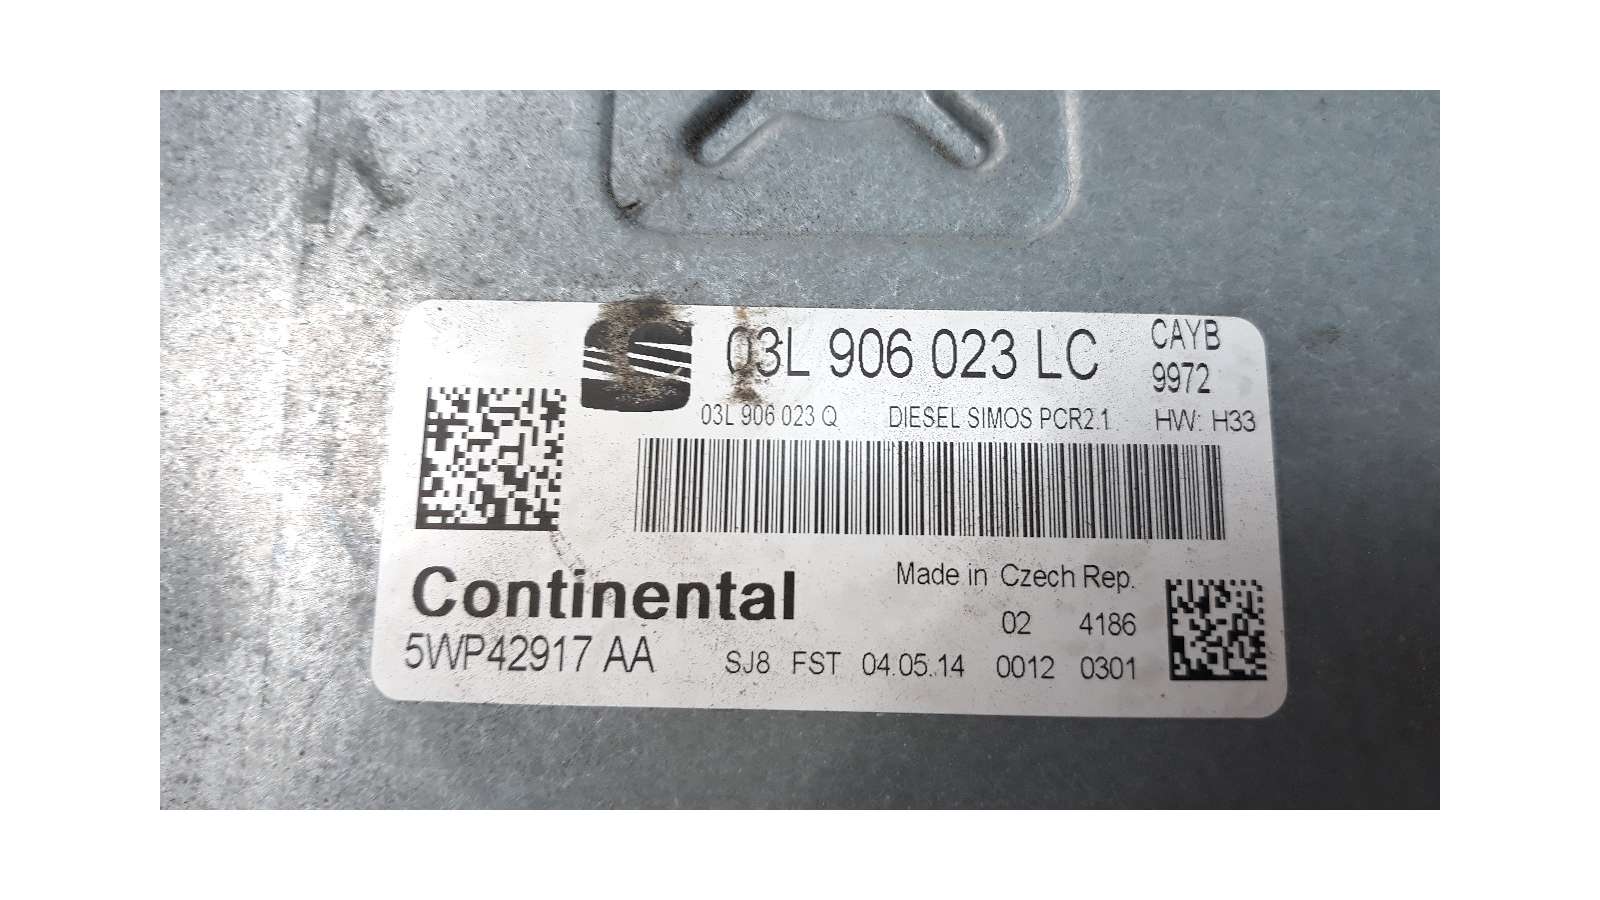 03L 906 023 LC
CAYB
9972
03L 906 023 Q DIESEL SIMOS PCR2.1 HW: H33
Continental
Made in Czech Rep.
02 4186
5WP42917 AA
SJ8 FST 04.05.14 0012 0301